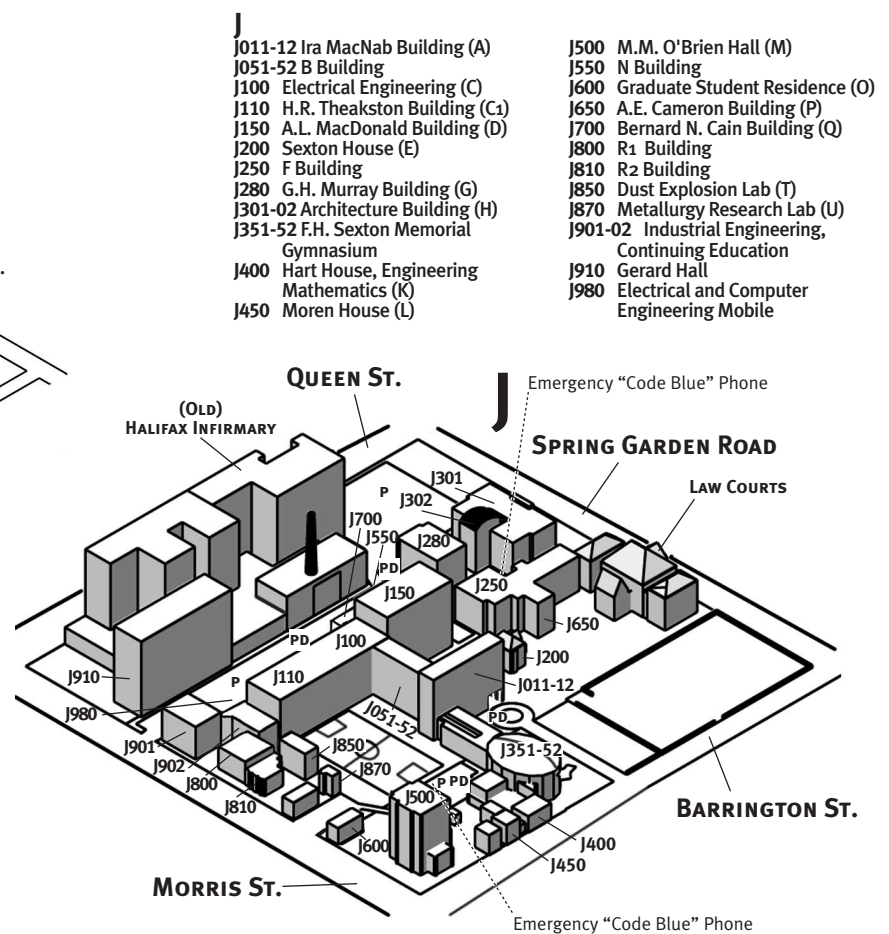 J
J011-12 Ira MacNab Building (A)
J051-52 B Building
J100 Electrical Engineering (C)
J110 H.R. Theakston Building (C1)
J150 A.L. MacDonald Building (D)
J200 Sexton House (E)
J250 F Building
J280 G.H. Murray Building (G)
J301-02 Architecture Building (H)
J351-52 F.H. Sexton Memorial
Gymnasium
J400 Hart House, Engineering
Mathematics (K)
J450 Moren House (L)
J500 M.M. O'Brien Hall (M)
J550 N Building
J600 Graduate Student Residence (O)
J650 A.E. Cameron Building (P)
J700 Bernard N. Cain Building (Q)
J800 R1 Building
J810 R2 Building
J850 Dust Explosion Lab (T)
J870 Metallurgy Research Lab (U)
J901-02 Industrial Engineering,
Continuing Education
J910 Gerard Hall
J980 Electrical and Computer
Engineering Mobile
.
QUEEN ST.
J
Emergency “Code Blue” Phone
(OLD)
HALIFAX INFIRMARY
SPRING GARDEN ROAD
LAW COURTS
J301
P
J302
J700
J550
J280
PD
J250
J150
J650
PD
J100
J200
J910
P
J110
J011-12
J980
J051-52
PD
J901
J850
J351-52
J902
J870
P PD
J800
J810
J500
J600
J400
J450
BARRINGTON ST.
MORRIS ST.
Emergency “Code Blue” Phone